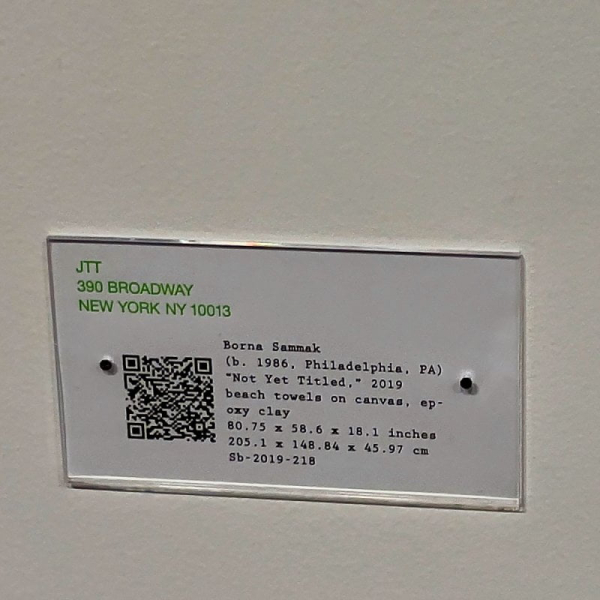 JTT
390 BROADWAY
NEW YORK NY 10013
Borna Sammak
(b. 1986, Philadelphia, PA)
"Not Yet Titled," 2019
beach towels on canvas, ep-
oxy clay
80.75 x 58.6 x 18.1 inches
205.1 x 148.84 x 45.97 cm
Sb-2019-218